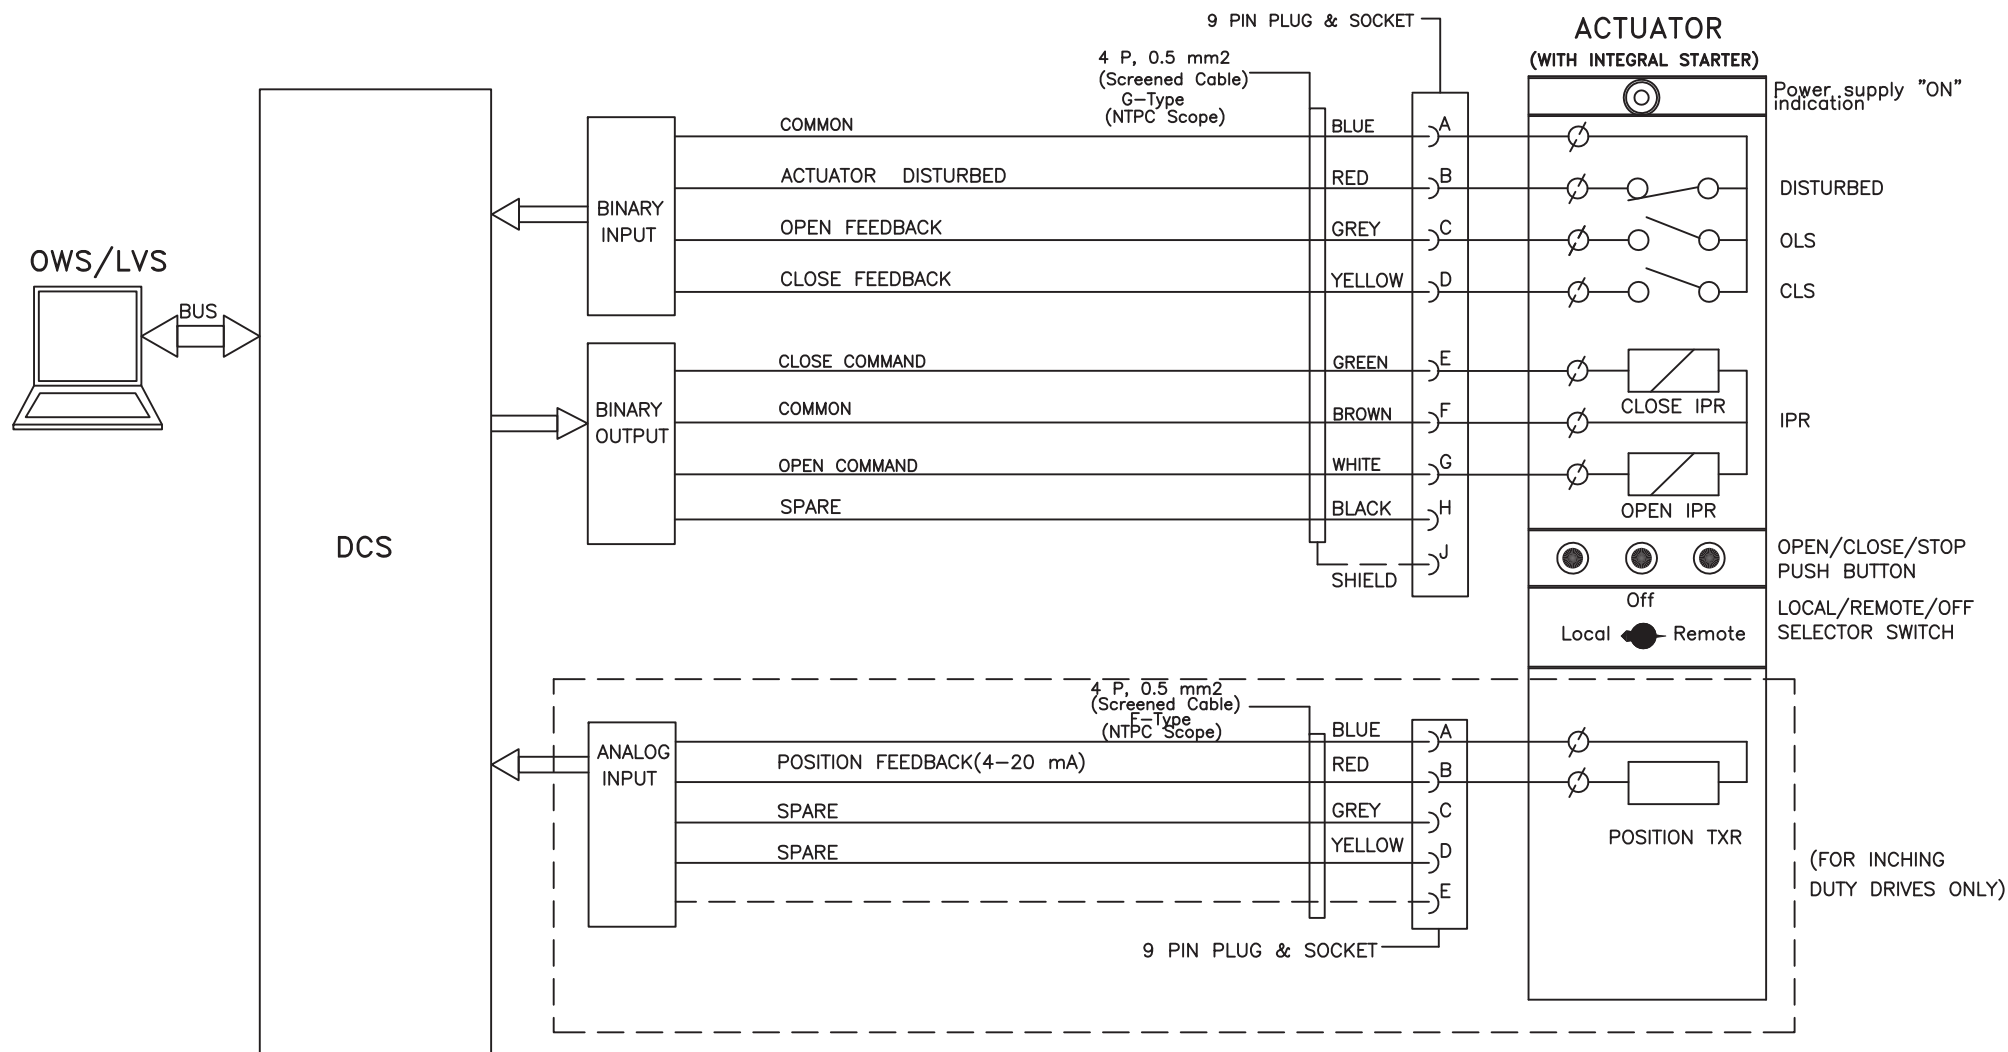 9 PIN PLUG & SOCKET
ACTUATOR
(WITH INTEGRAL STARTER)
4 P, 0.5 mm2
(Screened Cable)
G-Type
(NTPC Scope)
Power supply "ON"
indication
COMMON
BLUE
A
ACTUATOR DISTURBED
RED
B
DISTURBED
BINARY
INPUT
OPEN FEEDBACK
GREY
C
OLS
CLOSE FEEDBACK
YELLOW
D
CLS
OWS/LVS
BUS
CLOSE COMMAND
GREEN
E
CLOSE IPR
BINARY
OUTPUT
COMMON
BROWN
F
IPR
OPEN COMMAND
WHITE
G
OPEN IPR
SPARE
BLACK
H
DCS
J
SHIELD
OPEN/CLOSE/STOP
PUSH BUTTON
Off
Local
Remote
LOCAL/REMOTE/OFF
SELECTOR SWITCH
4 P, 0.5 mm2
(Screened Cable)
F-Type
(NTPC Scope)
BLUE
A
ANALOG
INPUT
POSITION FEEDBACK(4-20 mA)
RED
B
SPARE
GREY
C
POSITION TXR
SPARE
YELLOW
D
E
(FOR INCHING
DUTY DRIVES ONLY)
9 PIN PLUG & SOCKET